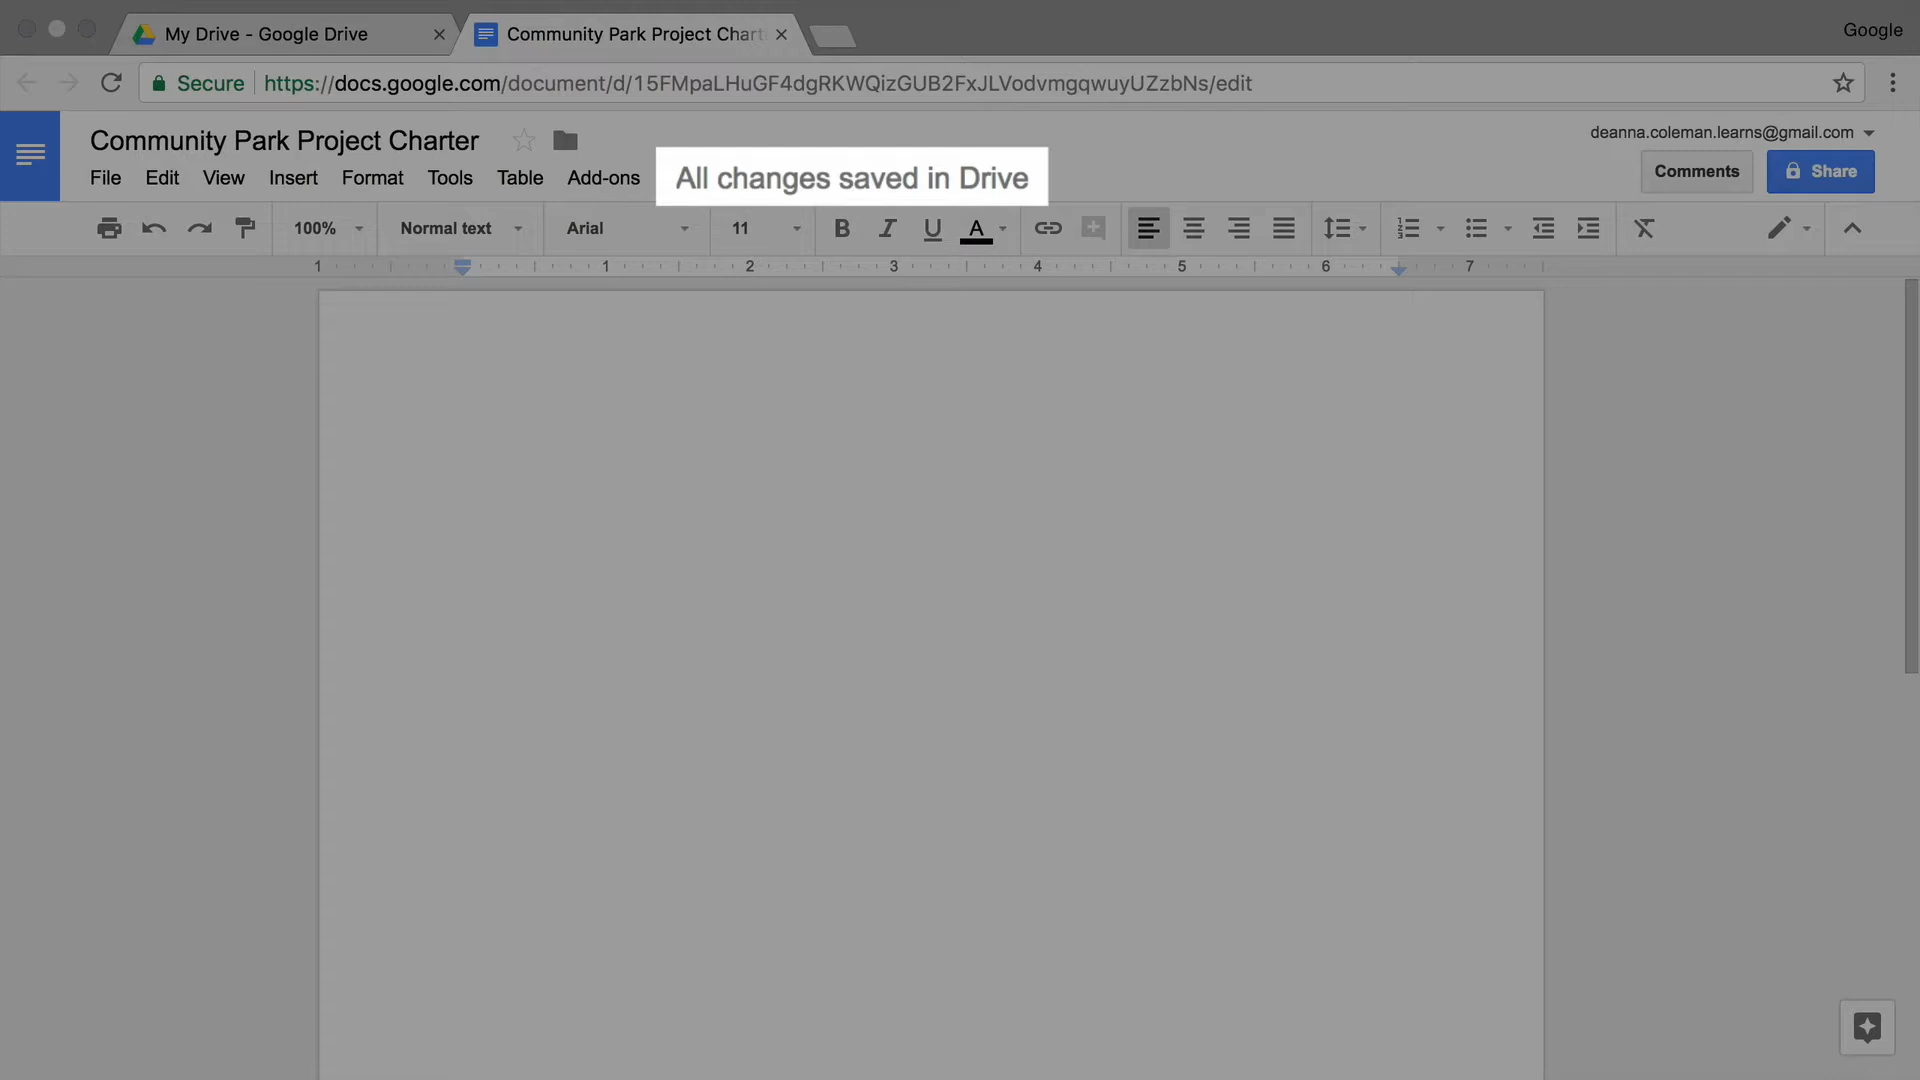 My Drive - Google Drive
Community Park Project Chart
Google
Secure
https://docs.google.com/document/d/15FMpaLHuGF4dgRKWQizGUB2FxJLVodvmgqwuyUZzbNs/edit
Community Park Project Charter
deanna.coleman.learns@gmail.com
File Edit View Insert Format Tools Table Add-ons
All changes saved in Drive
Comments
Share
100% Normal text Arial 11 B I U A
1 1 2 3 4 5 6 7